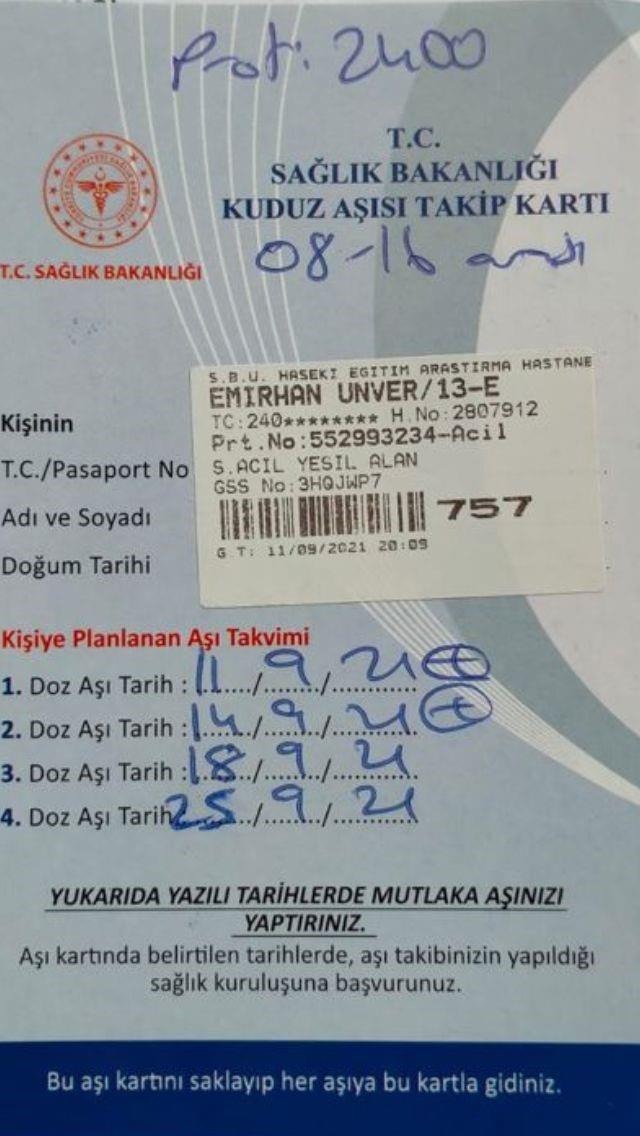 Prot: 2400
T.C.
SAĞLIK BAKANLIĞI
KUDUZ AŞISI TAKİP KARTI
T.C. SAĞLIK BAKANLIĞI
08-16 arası
S.B.U. HASEKI EGITIM ARASTIRMA HASTANE
EMIRHAN UNVER/13-E
TC:240******** H.No:2807912
Prt.No:552993234-Acil
S.ACIL YESIL ALAN
GSS No:3HQJWP7
757
G T: 11/09/2021 20:09
Kişinin
T.C./Pasaport No
Adı ve Soyadı
Doğum Tarihi
Kişiye Planlanan Aşı Takvimi
1. Doz Aşı Tarih : 11/9/21 +
2. Doz Aşı Tarih : 14/9/21 +
3. Doz Aşı Tarih : 18/9/21
4. Doz Aşı Tarih 25/9/21
YUKARIDA YAZILI TARİHLERDE MUTLAKA AŞINIZI
YAPTIRINIZ.
Aşı kartında belirtilen tarihlerde, aşı takibinizin yapıldığı
sağlık kuruluşuna başvurunuz.
Bu aşı kartını saklayıp her aşıya bu kartla gidiniz.